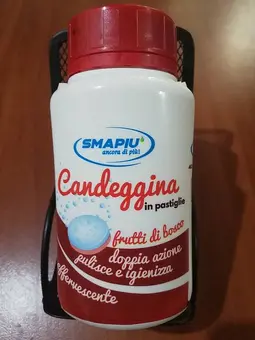 SMAPIU'
ancora di più!
Candeggina
in pastiglie
frutti di bosco
doppia azione
pulisce e igienizza
effervescente